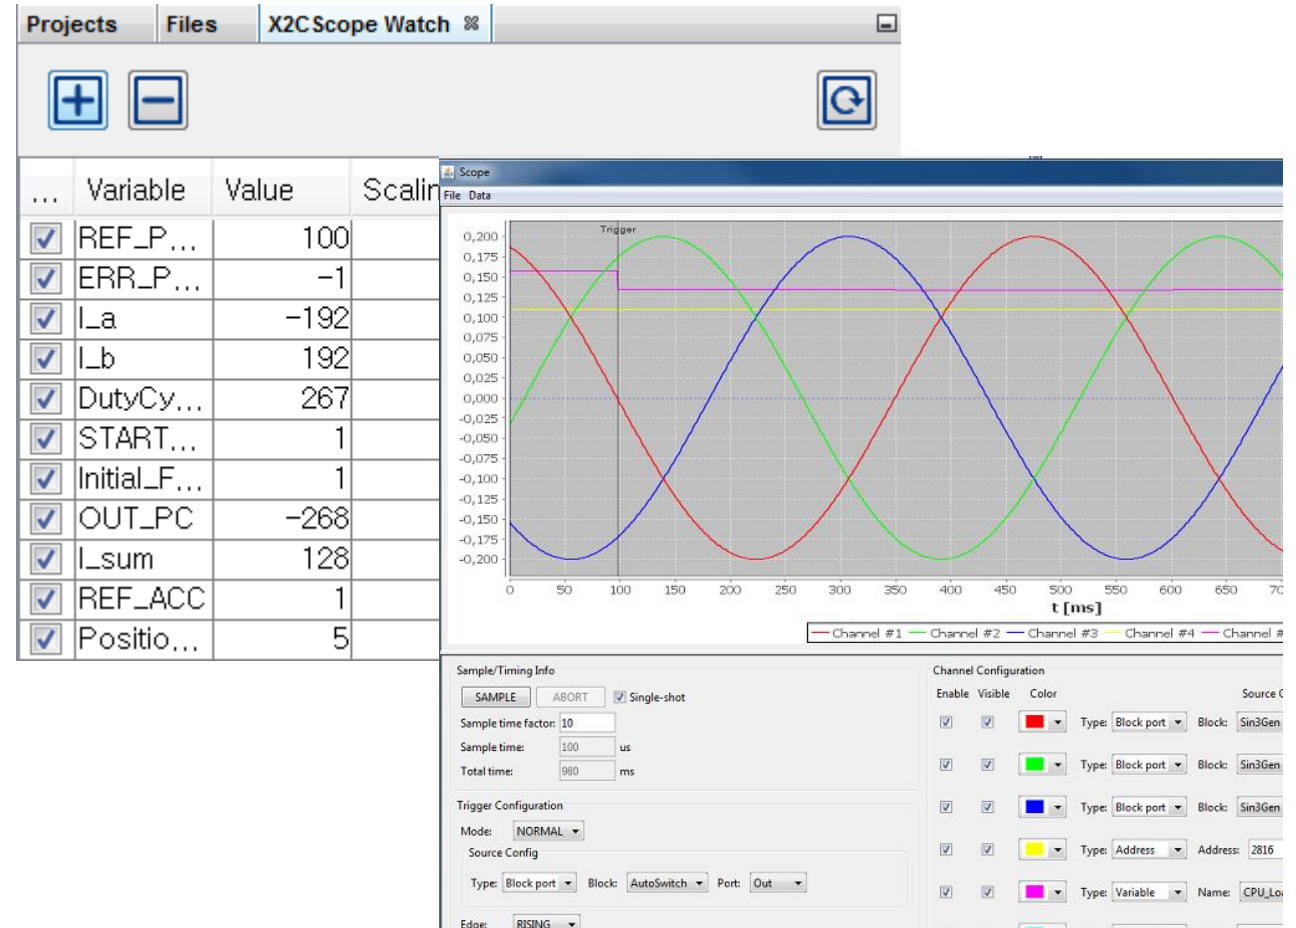 Projects Files X2CScope Watch
... Variable Value Scalin
REF_P... 100
ERR_P... -1
I_a -192
I_b 192
DutyCy... 267
START... 1
Initial_F... 1
OUT_PC -268
I_sum 128
REF_ACC 1
Positio... 5
Scope
File Data
Trigger
0,200
0,175
0,150
0,125
0,100
0,075
0,050
0,025
0,000
-0,025
-0,050
-0,075
-0,100
-0,125
-0,150
-0,175
-0,200
0 50 100 150 200 250 300 350 400 450 500 550 600 650 70
t [ms]
Channel #1 Channel #2 Channel #3 Channel #4 Channel #
Sample/Timing Info
SAMPLE ABORT Single-shot
Sample time factor: 10
Sample time: 100 us
Total time: 980 ms
Trigger Configuration
Mode: NORMAL
Source Config
Type: Block port Block: AutoSwitch Port: Out
Edge: RISING
Channel Configuration
Enable Visible Color Source
Type: Block port Block: Sin3Gen
Type: Block port Block: Sin3Gen
Type: Block port Block: Sin3Gen
Type: Address Address: 2816
Type: Variable Name: CPU_Loa